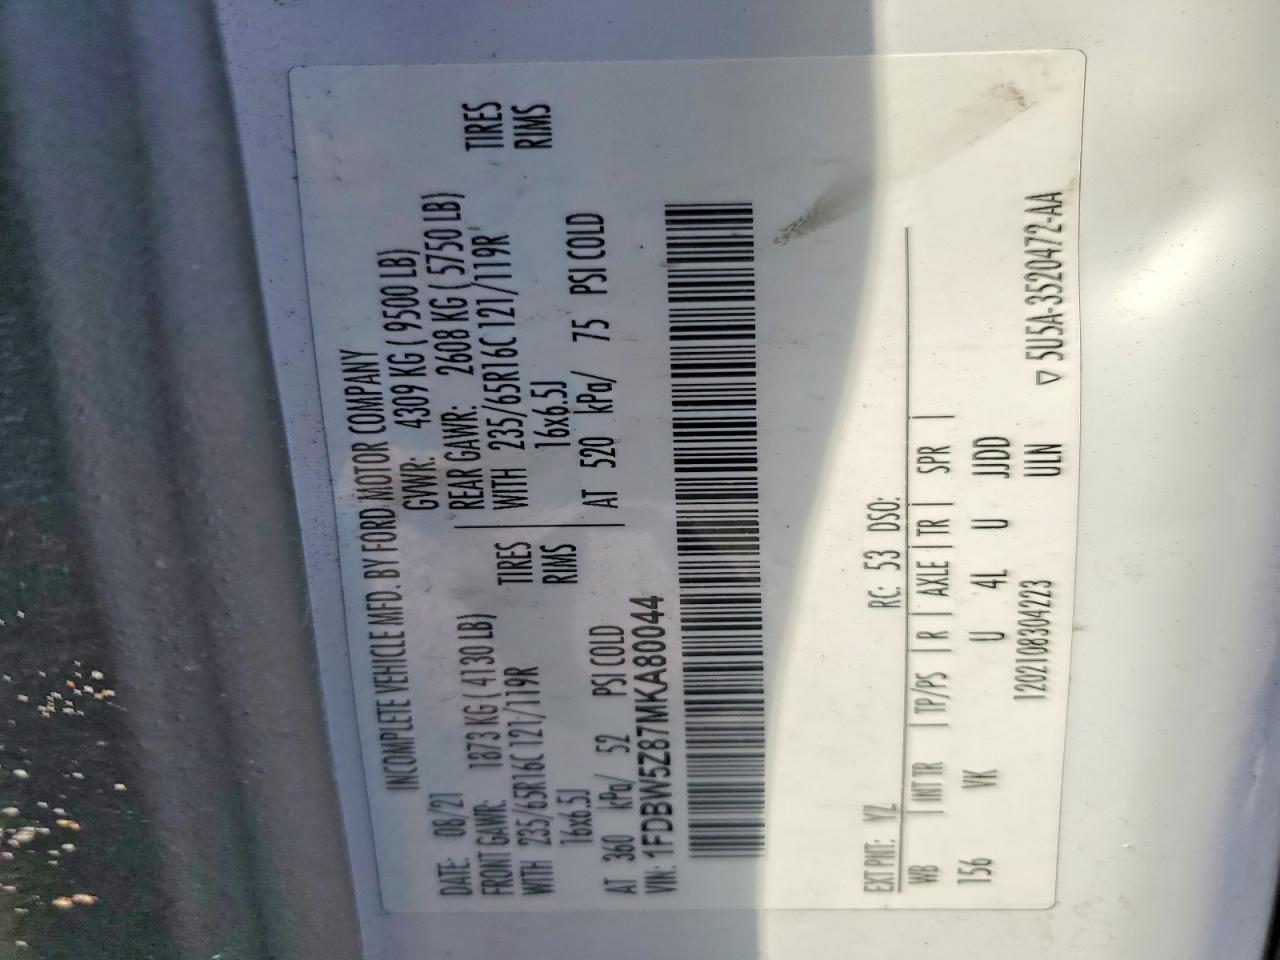 INCOMPLETE VEHICLE MFD. BY FORD MOTOR COMPANY
DATE: 08/21 GVWR: 4309 KG ( 9500 LB)
FRONT GAWR: 1873 KG ( 4130 LB) REAR GAWR: 2608 KG ( 5750 LB)
WITH 235/65R16C 121/119R TIRES WITH 235/65R16C 121/119R TIRES
16x6.5J RIMS 16x6.5J RIMS
AT 360 kPa/ 52 PSI COLD AT 520 kPa/ 75 PSI COLD
VIN: 1FDBW5Z87MKA80044
EXT PNT: YZ RC: 53 DSO:
WB | INT TR | TP/PS | R | AXLE | TR | SPR |
156 VK U 4L U JJDD
1202108304223 ULN ▽ 5U5A-3520472-AA